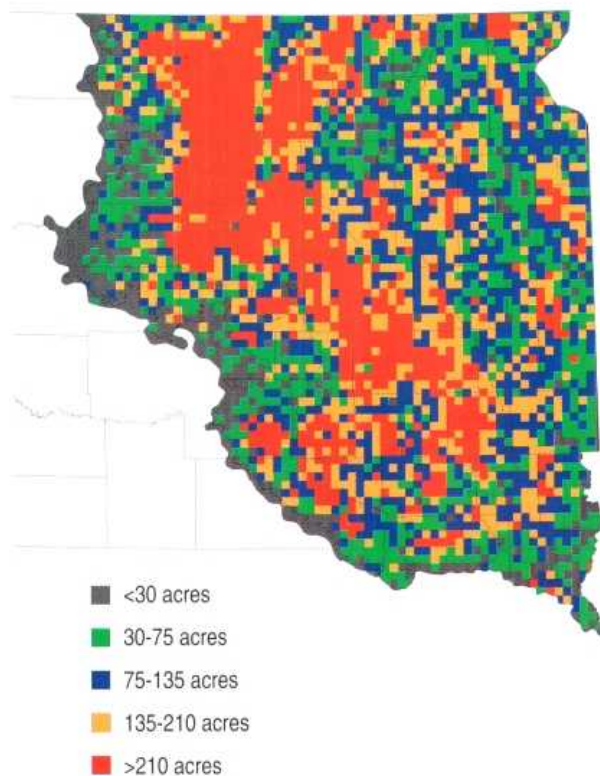 <30 acres
30-75 acres
75-135 acres
135-210 acres
>210 acres